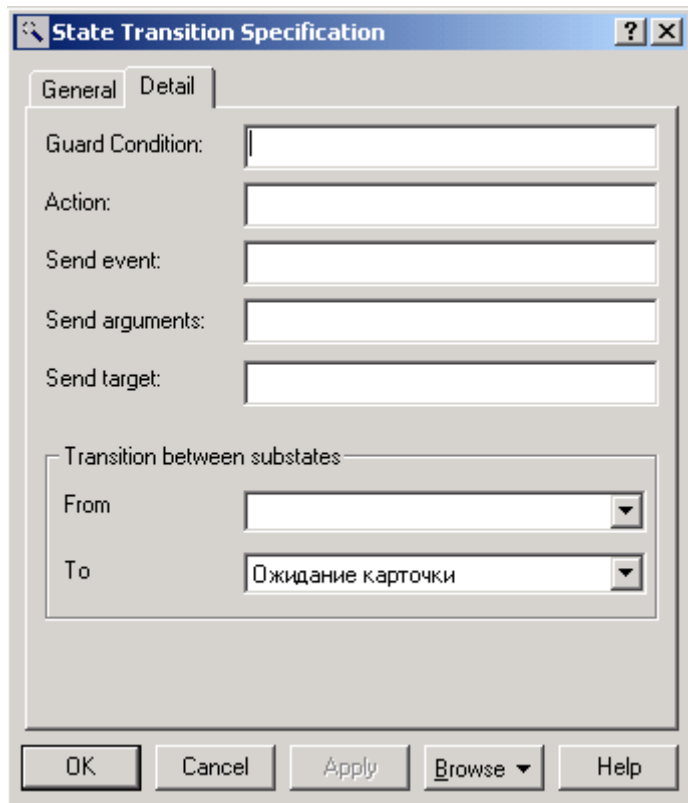 State Transition Specification
General Detail
Guard Condition:
Action:
Send event:
Send arguments:
Send target:
Transition between substates
From
To Ожидание карточки
OK Cancel Apply Browse Help